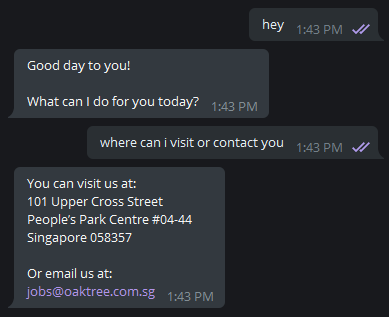 hey
1:43 PM
Good day to you!
What can I do for you today?
1:43 PM
where can i visit or contact you
1:43 PM
You can visit us at:
101 Upper Cross Street
People’s Park Centre #04-44
Singapore 058357
Or email us at:
jobs@oaktree.com.sg
1:43 PM